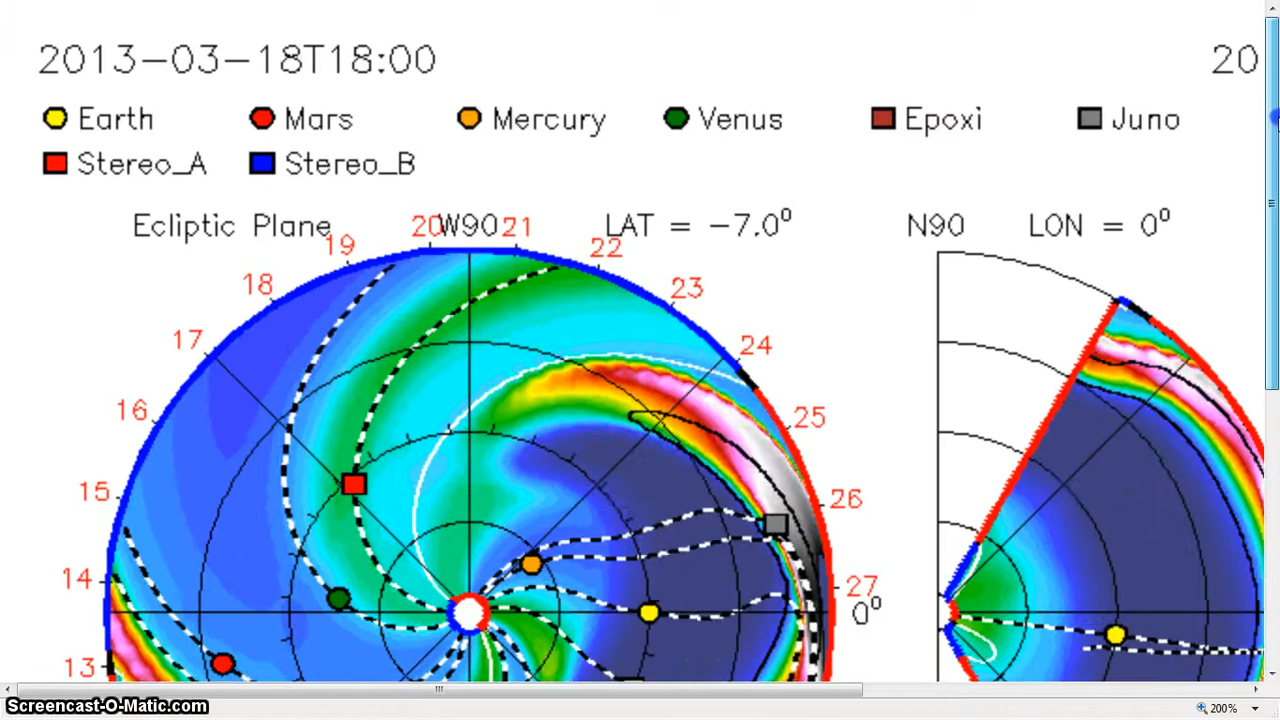 2013-03-18T18:00 20
Earth Mars Mercury Venus Epoxi Juno
Stereo_A Stereo_B
Ecliptic Plane W90 LAT = -7.0° N90 LON = 0°
20 21
19 22
18 23
17 24
16 25
15 26
14 27 0°
13
Screencast-O-Matic.com 200%